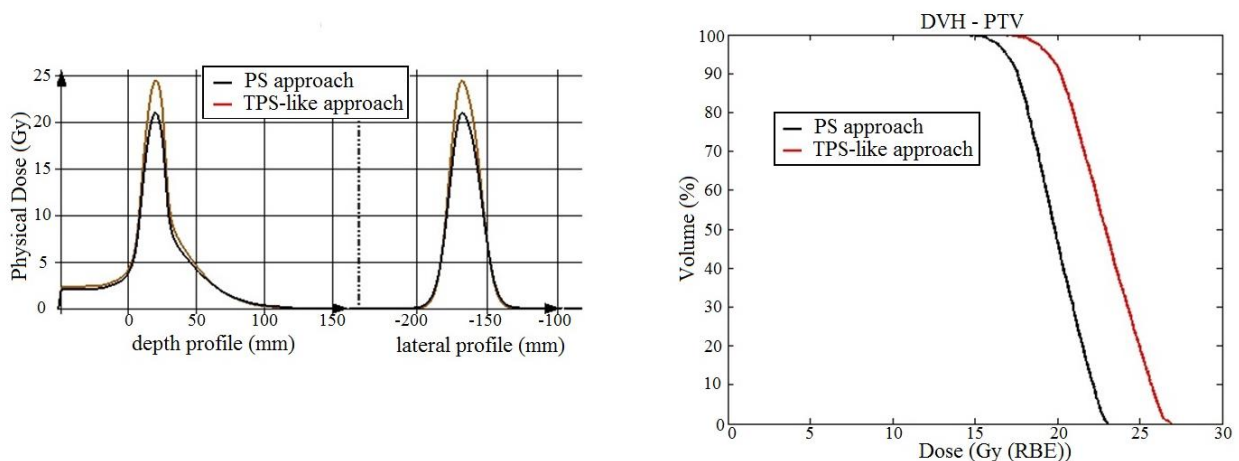 25
20
15
10
5
0
Physical Dose (Gy)
PS approach
TPS-like approach
0 50 100 150 -200 -150 -100
depth profile (mm) lateral profile (mm)
DVH - PTV
100
90
80
70
60
50
40
30
20
10
0
Volume (%)
PS approach
TPS-like approach
0 5 10 15 20 25 30
Dose (Gy (RBE))